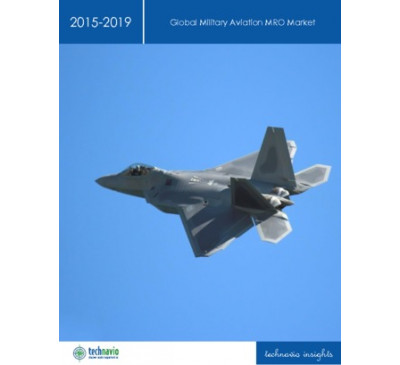 2015-2019
Global Military Aviation MRO Market
technavio
technavio insights